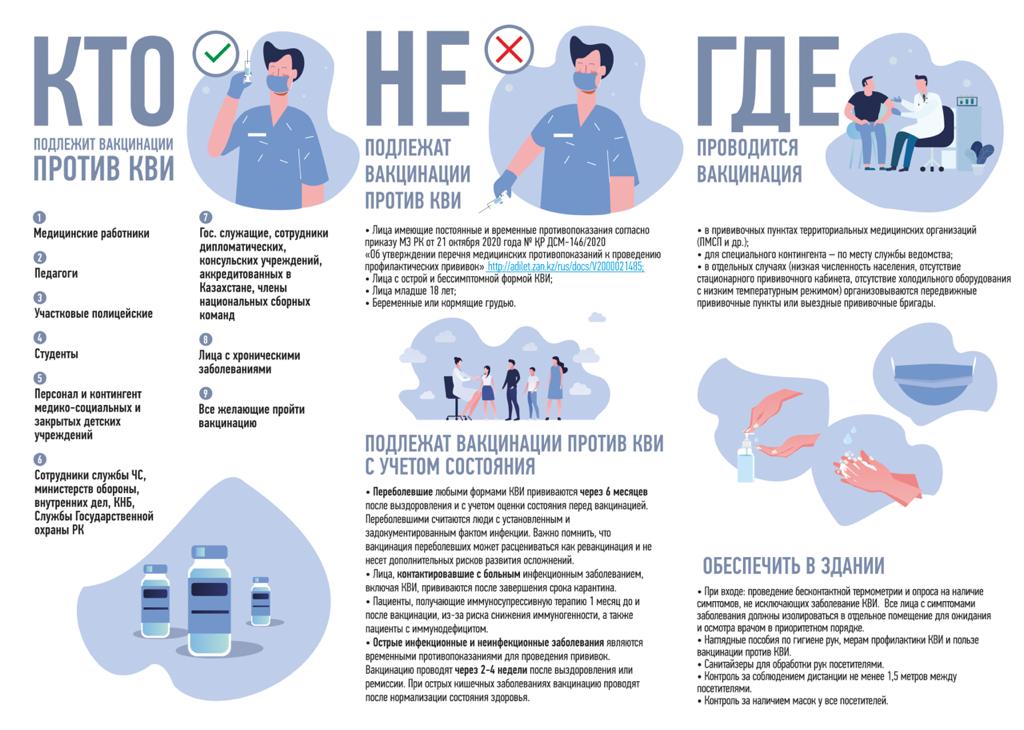 КТО
ПОДЛЕЖИТ ВАКЦИНАЦИИ
ПРОТИВ КВИ
1
Медицинские работники
2
Педагоги
3
Участковые полицейские
4
Студенты
5
Персонал и контингент
медико-социальных и
закрытых детских
учреждений
6
Сотрудники службы ЧС,
министерств обороны,
внутренних дел, КНБ,
Службы Государственной
охраны РК
7
Гос. служащие, сотрудники
дипломатических,
консульских учреждений,
аккредитованных в
Казахстане, члены
национальных сборных
команд
8
Лица с хроническими
заболеваниями
9
Все желающие пройти
вакцинацию
НЕ
ПОДЛЕЖАТ
ВАКЦИНАЦИИ
ПРОТИВ КВИ
• Лица имеющие постоянные и временные противопоказания согласно
приказу МЗ РК от 21 октября 2020 года № ҚР ДСМ-146/2020
«Об утверждении перечня медицинских противопоказаний к проведению
профилактических прививок» http://adilet.zan.kz/rus/docs/V2000021485;
• Лица с острой и бессимптомной формой КВИ;
• Лица младше 18 лет;
• Беременные или кормящие грудью.
ПОДЛЕЖАТ ВАКЦИНАЦИИ ПРОТИВ КВИ
С УЧЕТОМ СОСТОЯНИЯ
• Переболевшие любыми формами КВИ прививаются через 6 месяцев
после выздоровления и с учетом оценки состояния перед вакцинацией.
Переболевшими считаются люди с установленным и
задокументированным фактом инфекции. Важно помнить, что
вакцинация переболевших может расцениваться как ревакцинация и не
несет дополнительных рисков развития осложнений.
• Лица, контактировавшие с больным инфекционным заболеванием,
включая КВИ, прививаются после завершения срока карантина.
• Пациенты, получающие иммуносупрессивную терапию 1 месяц до и
после вакцинации, из-за риска снижения иммуногенности, а также
пациенты с иммунодефицитом.
• Острые инфекционные и неинфекционные заболевания являются
временными противопоказаниями для проведения прививок.
Вакцинацию проводят через 2-4 недели после выздоровления или
ремиссии. При острых кишечных заболеваниях вакцинацию проводят
после нормализации состояния здоровья.
ГДЕ
ПРОВОДИТСЯ
ВАКЦИНАЦИЯ
• в прививочных пунктах территориальных медицинских организаций
(ПМСП и др.);
• для специального контингента – по месту службы ведомства;
• в отдельных случаях (низкая численность населения, отсутствие
стационарного прививочного кабинета, отсутствие холодильного оборудования
с низким температурным режимом) организовываются передвижные
прививочные пункты или выездные прививочные бригады.
ОБЕСПЕЧИТЬ В ЗДАНИИ
• При входе: проведение бесконтактной термометрии и опроса на наличие
симптомов, не исключающих заболевание КВИ. Все лица с симптомами
заболевания должны изолироваться в отдельное помещение для ожидания
и осмотра врачом в приоритетном порядке.
• Наглядные пособия по гигиене рук, мерам профилактики КВИ и пользе
вакцинации против КВИ.
• Санитайзеры для обработки рук посетителями.
• Контроль за соблюдением дистанции не менее 1,5 метров между
посетителями.
• Контроль за наличием масок у все посетителей.